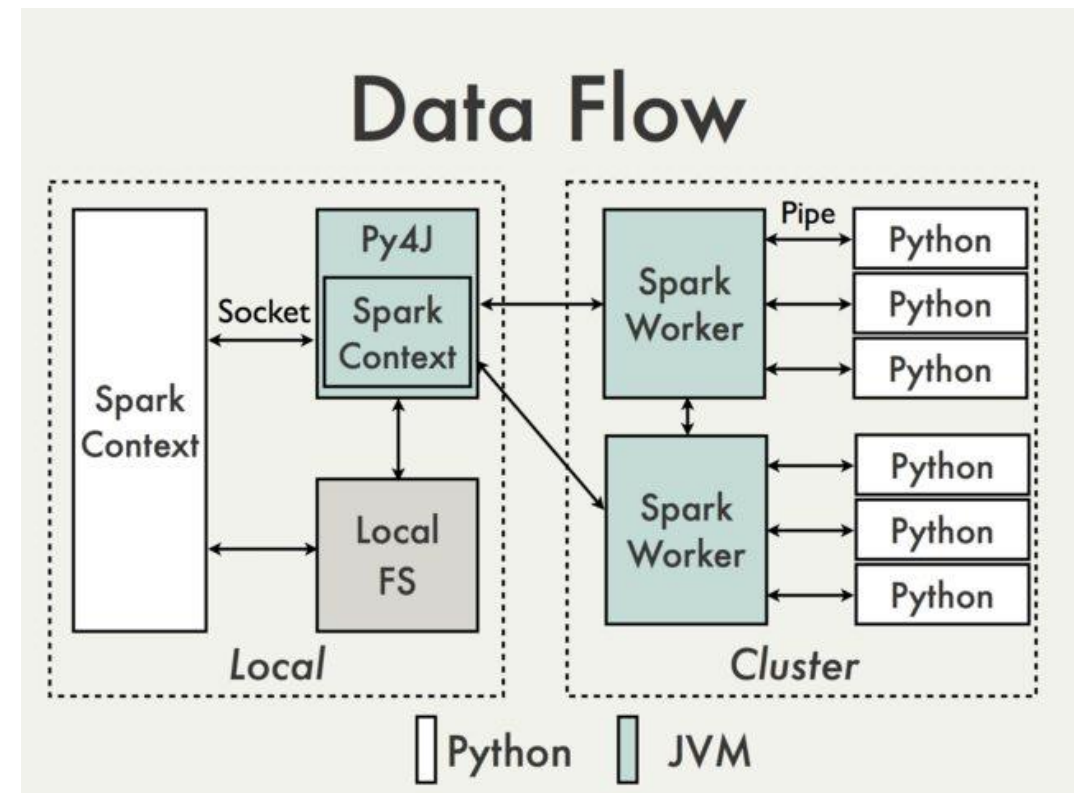 Data Flow
Spark
Context
Socket
Py4J
Spark
Context
Local
FS
Local
Spark
Worker
Pipe
Python
Python
Python
Spark
Worker
Python
Python
Python
Cluster
Python
JVM